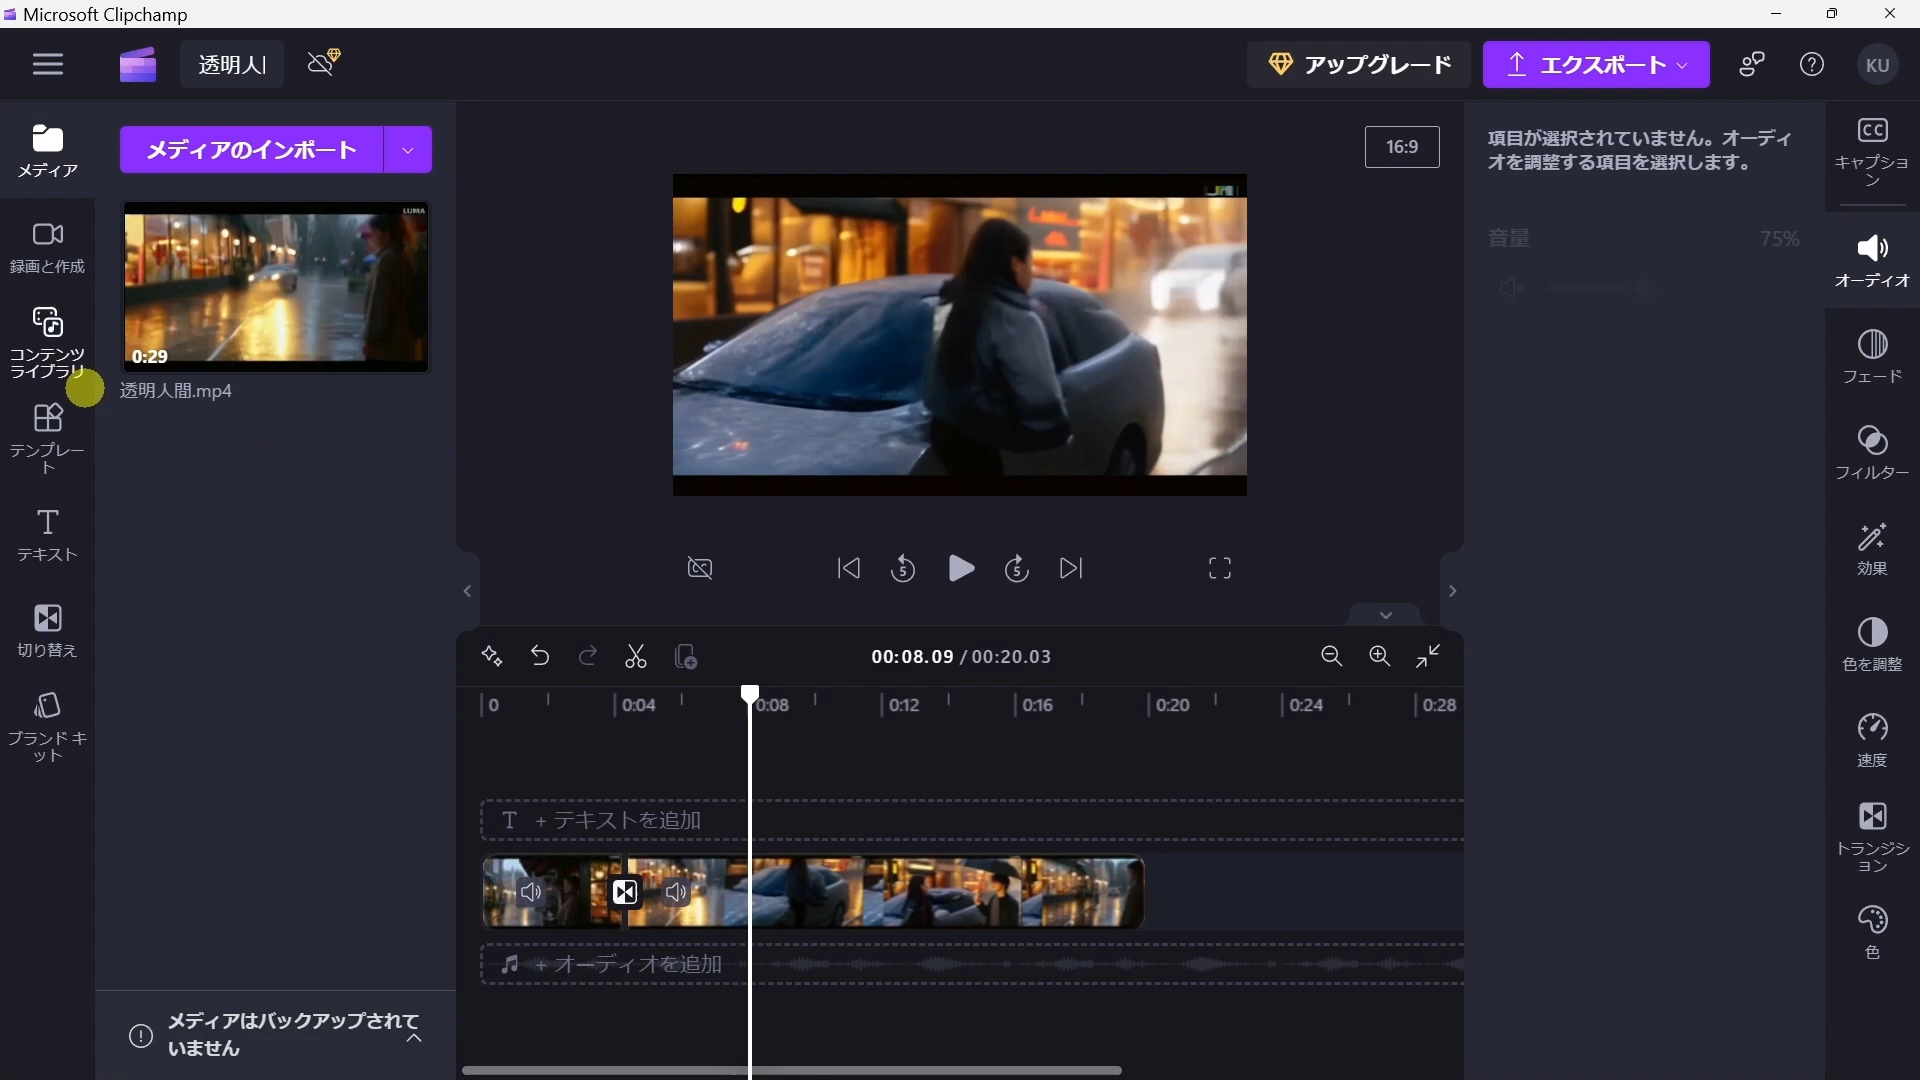 Microsoft Clipchamp
透明人
アップグレード
エクスポート
KU
メディア
録画と作成
コンテンツ
ライブラリ
テンプレー
ト
テキスト
切り替え
ブランド キ
ット
メディアのインポート
LUMA
0:29
透明人間.mp4
メディアはバックアップされて
いません
16:9
5
5
00:08.09 / 00:20.03
0
0:04
0:08
0:12
0:16
0:20
0:24
0:28
T + テキストを追加
+ オーディオを追加
項目が選択されていません。オーディ
オを調整する項目を選択します。
音量
75%
CC
キャプショ
ン
オーディオ
フェード
フィルター
効果
色を調整
速度
トランジシ
ョン
色